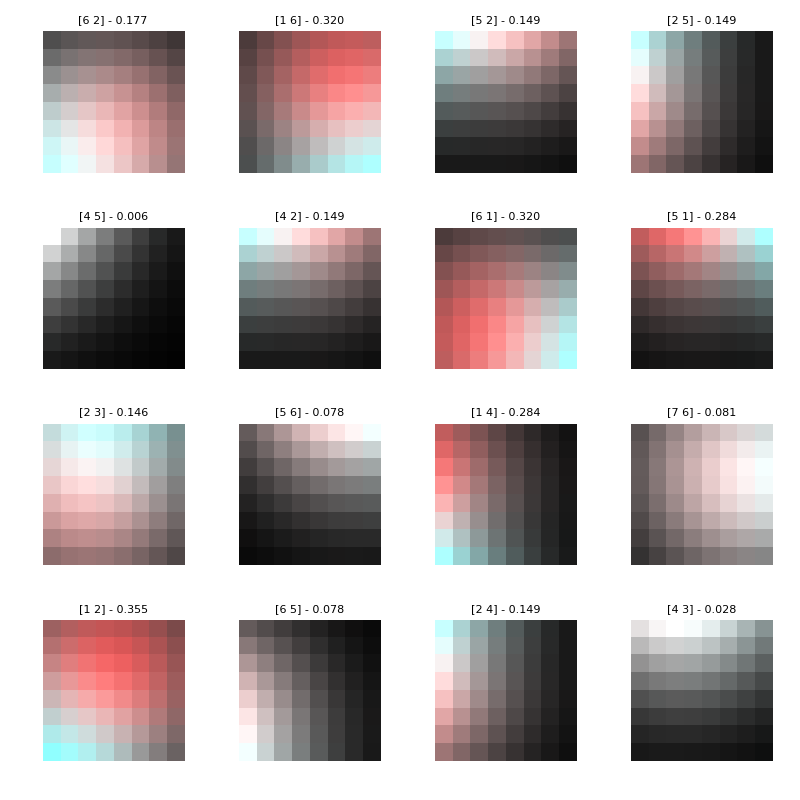 [6 2] - 0.177
[1 6] - 0.320
[5 2] - 0.149
[2 5] - 0.149
[4 5] - 0.006
[4 2] - 0.149
[6 1] - 0.320
[5 1] - 0.284
[2 3] - 0.146
[5 6] - 0.078
[1 4] - 0.284
[7 6] - 0.081
[1 2] - 0.355
[6 5] - 0.078
[2 4] - 0.149
[4 3] - 0.028